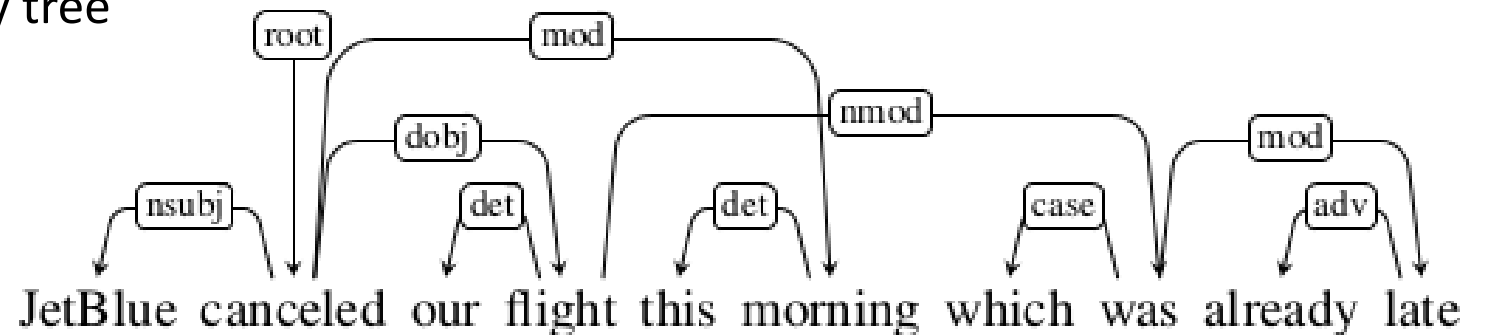 y tree
root mod
nmod
dobj mod
nsubj det det case adv
JetBlue canceled our flight this morning which was already late